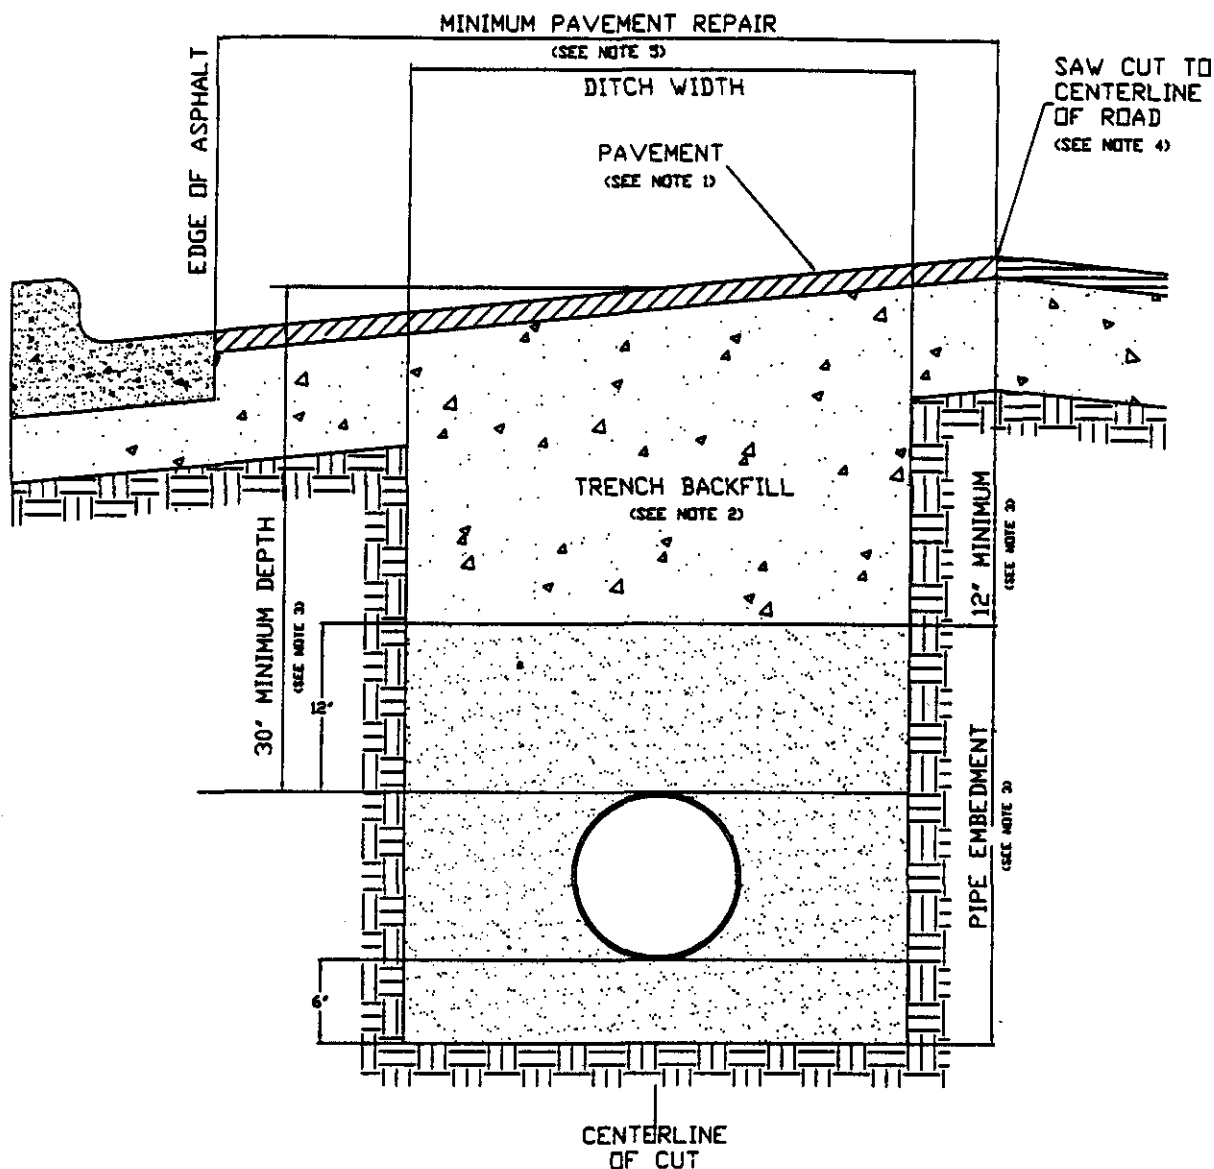 MINIMUM PAVEMENT REPAIR
(SEE NOTE 5)
DITCH WIDTH
EDGE OF ASPHALT
SAW CUT TO
CENTERLINE
OF ROAD
(SEE NOTE 4)
PAVEMENT
(SEE NOTE 1)
TRENCH BACKFILL
(SEE NOTE 2)
30" MINIMUM DEPTH
(SEE NOTE 3)
12" MINIMUM
(SEE NOTE 3)
12"
PIPE EMBEDMENT
(SEE NOTE 3)
6"
CENTERLINE
OF CUT